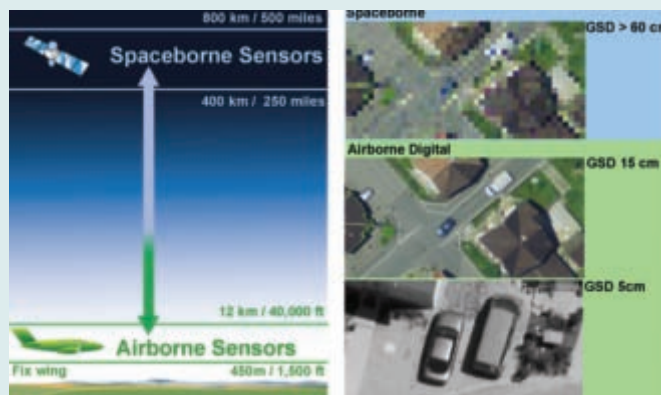 800 km / 500 miles
Spaceborne Sensors
400 km / 250 miles
12 km / 40,000 ft
Airborne Sensors
Fix wing
450m / 1,500 ft
Spaceborne
GSD > 60 c
Airborne Digital
GSD 15 cm
GSD 5cm